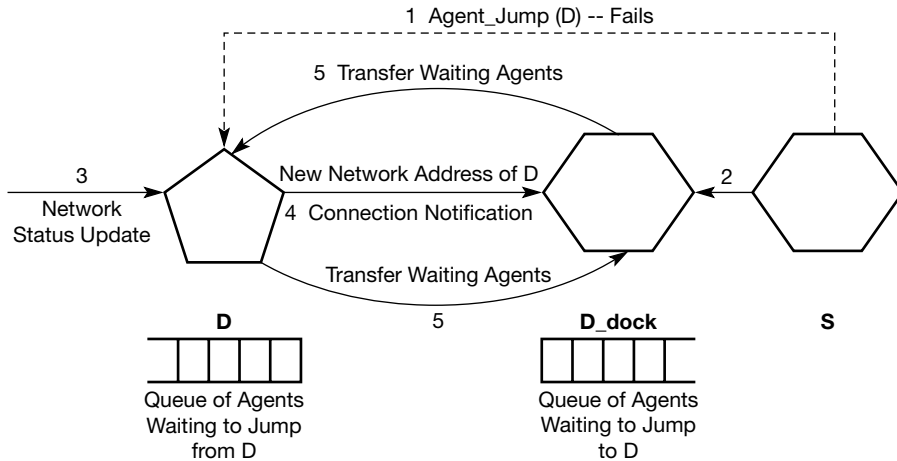 1 Agent_Jump (D) -- Fails
5 Transfer Waiting Agents
3
Network
Status Update
New Network Address of D
4 Connection Notification
2
Transfer Waiting Agents
5
D
D_dock
S
Queue of Agents
Waiting to Jump
from D
Queue of Agents
Waiting to Jump
to D